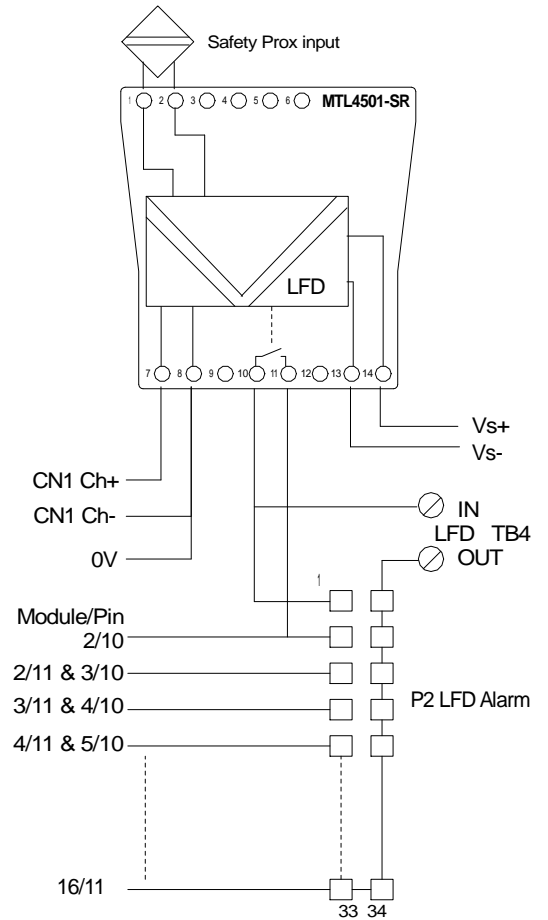 Safety Prox input
1 2 3 4 5 6 MTL4501-SR
LFD
7 8 9 10 11 12 13 14
Vs+
Vs-
CN1 Ch+
CN1 Ch-
0V
IN
LFD TB4
OUT
1
Module/Pin
2/10
2/11 & 3/10
3/11 & 4/10
P2 LFD Alarm
4/11 & 5/10
16/11
33 34